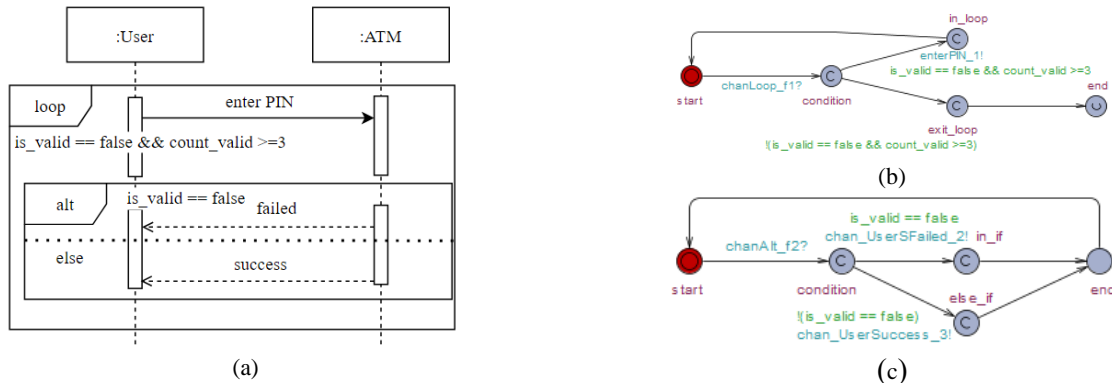 :User
:ATM
loop
enter PIN
is_valid == false && count_valid >=3
alt
is_valid == false
failed
else
success
(a)
in_loop
enterPIN_1!
is_valid == false && count_valid >=3
chanLoop_f1?
start
condition
end
exit_loop
!(is_valid == false && count_valid >=3)
(b)
is_valid == false
chan_UserSFailed_2!
in_if
chanAlt_f2?
start
condition
else_if
end
!(is_valid == false)
chan_UserSuccess_3!
(c)
C
C
C
C
C
C